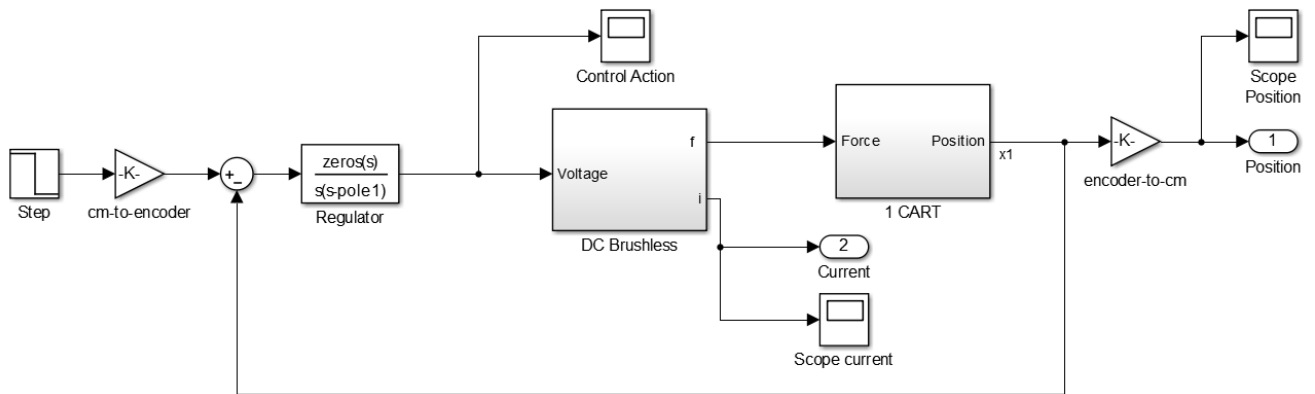 Control Action
Scope
Position
Step
-K-
cm-to-encoder
+
-
zeros(s)
s(s-pole1)
Regulator
Voltage
f
i
DC Brushless
Force
Position
1 CART
x1
-K-
encoder-to-cm
1
Position
2
Current
Scope current